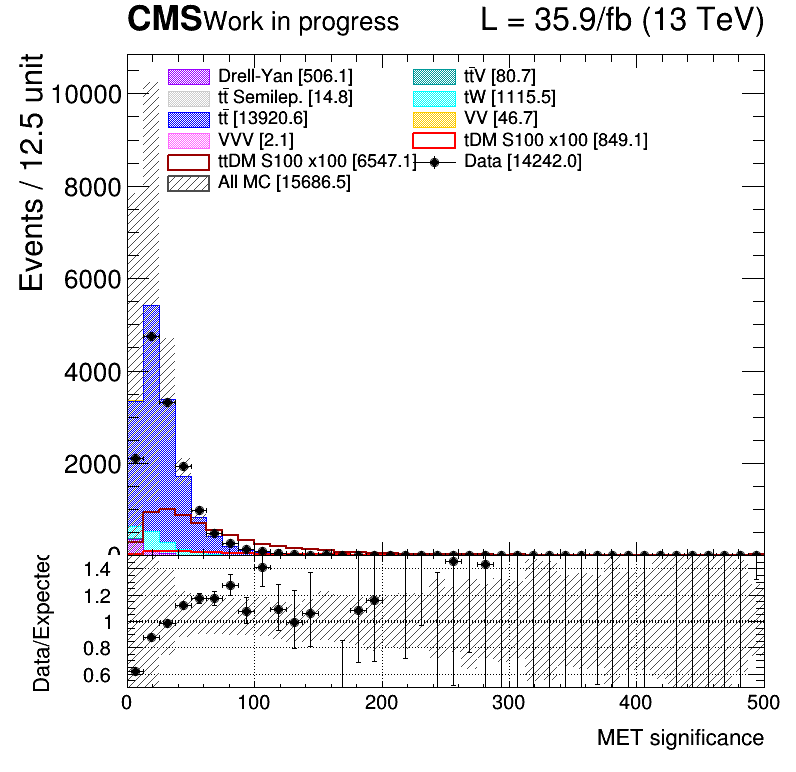 CMS Work in progress L = 35.9/fb (13 TeV)
Drell-Yan [506.1] tt̄V [80.7]
tt̄ Semilep. [14.8] tW [1115.5]
tt̄ [13920.6] VV [46.7]
VVV [2.1] tDM S100 x100 [849.1]
ttDM S100 x100 [6547.1] Data [14242.0]
All MC [15686.5]
Events / 12.5 unit
10000
8000
6000
4000
2000
0
Data/Expected
1.4
1.2
1
0.8
0.6
0 100 200 300 400 500
MET significance